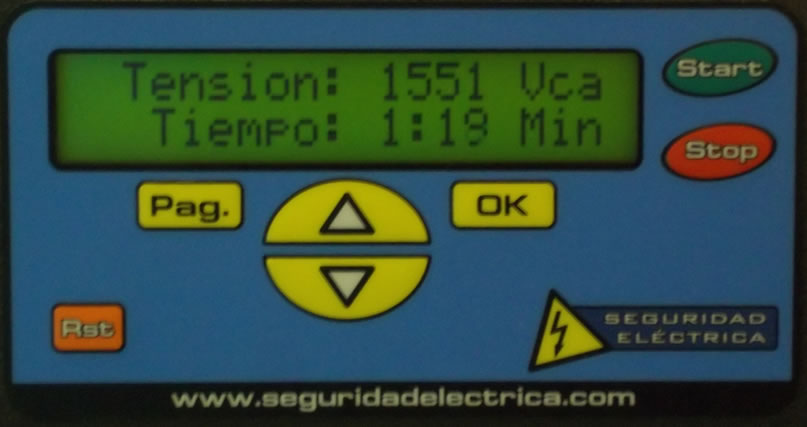 Tension: 1551 Vca
Tiempo: 1:19 Min
Start
Stop
Pag.
OK
Rst
SEGURIDAD
ELÉCTRICA
www.seguridadelectrica.com